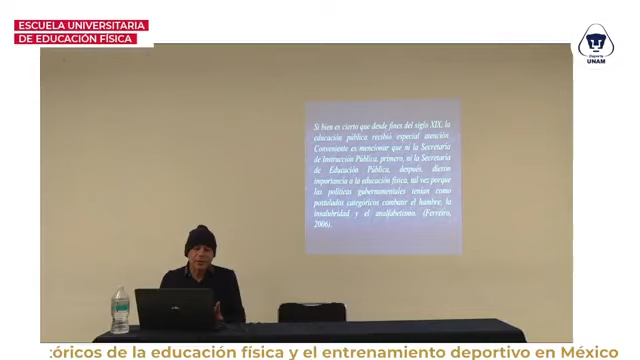 ESCUELA UNIVERSITARIA
DE EDUCACIÓN FÍSICA
Deporte
UNAM
Si bien es cierto que desde fines del siglo XIX, la
educación pública recibió especial atención.
Conveniente es mencionar que ni la Secretaría
de Instrucción Pública, primero, ni la Secretaría
de Educación Pública, después, dieron
importancia a la educación física, tal vez porque
las políticas gubernamentales tenían como
postulados categóricos combatir el hambre, la
insalubridad y el analfabetismo. (Ferreiro,
2006).
tóricos de la educación física y el entrenamiento deportivo en México